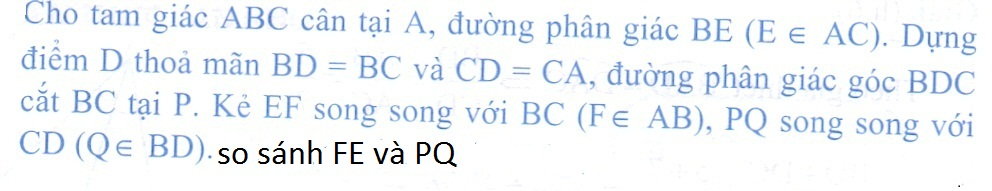 Cho tam giác ABC cân tại A, đường phân giác BE (E ∈ AC). Dựng
điểm D thoả mãn BD = BC và CD = CA, đường phân giác góc BDC
cắt BC tại P. Kẻ EF song song với BC (F∈ AB), PQ song song với
CD (Q∈ BD). so sánh FE và PQ